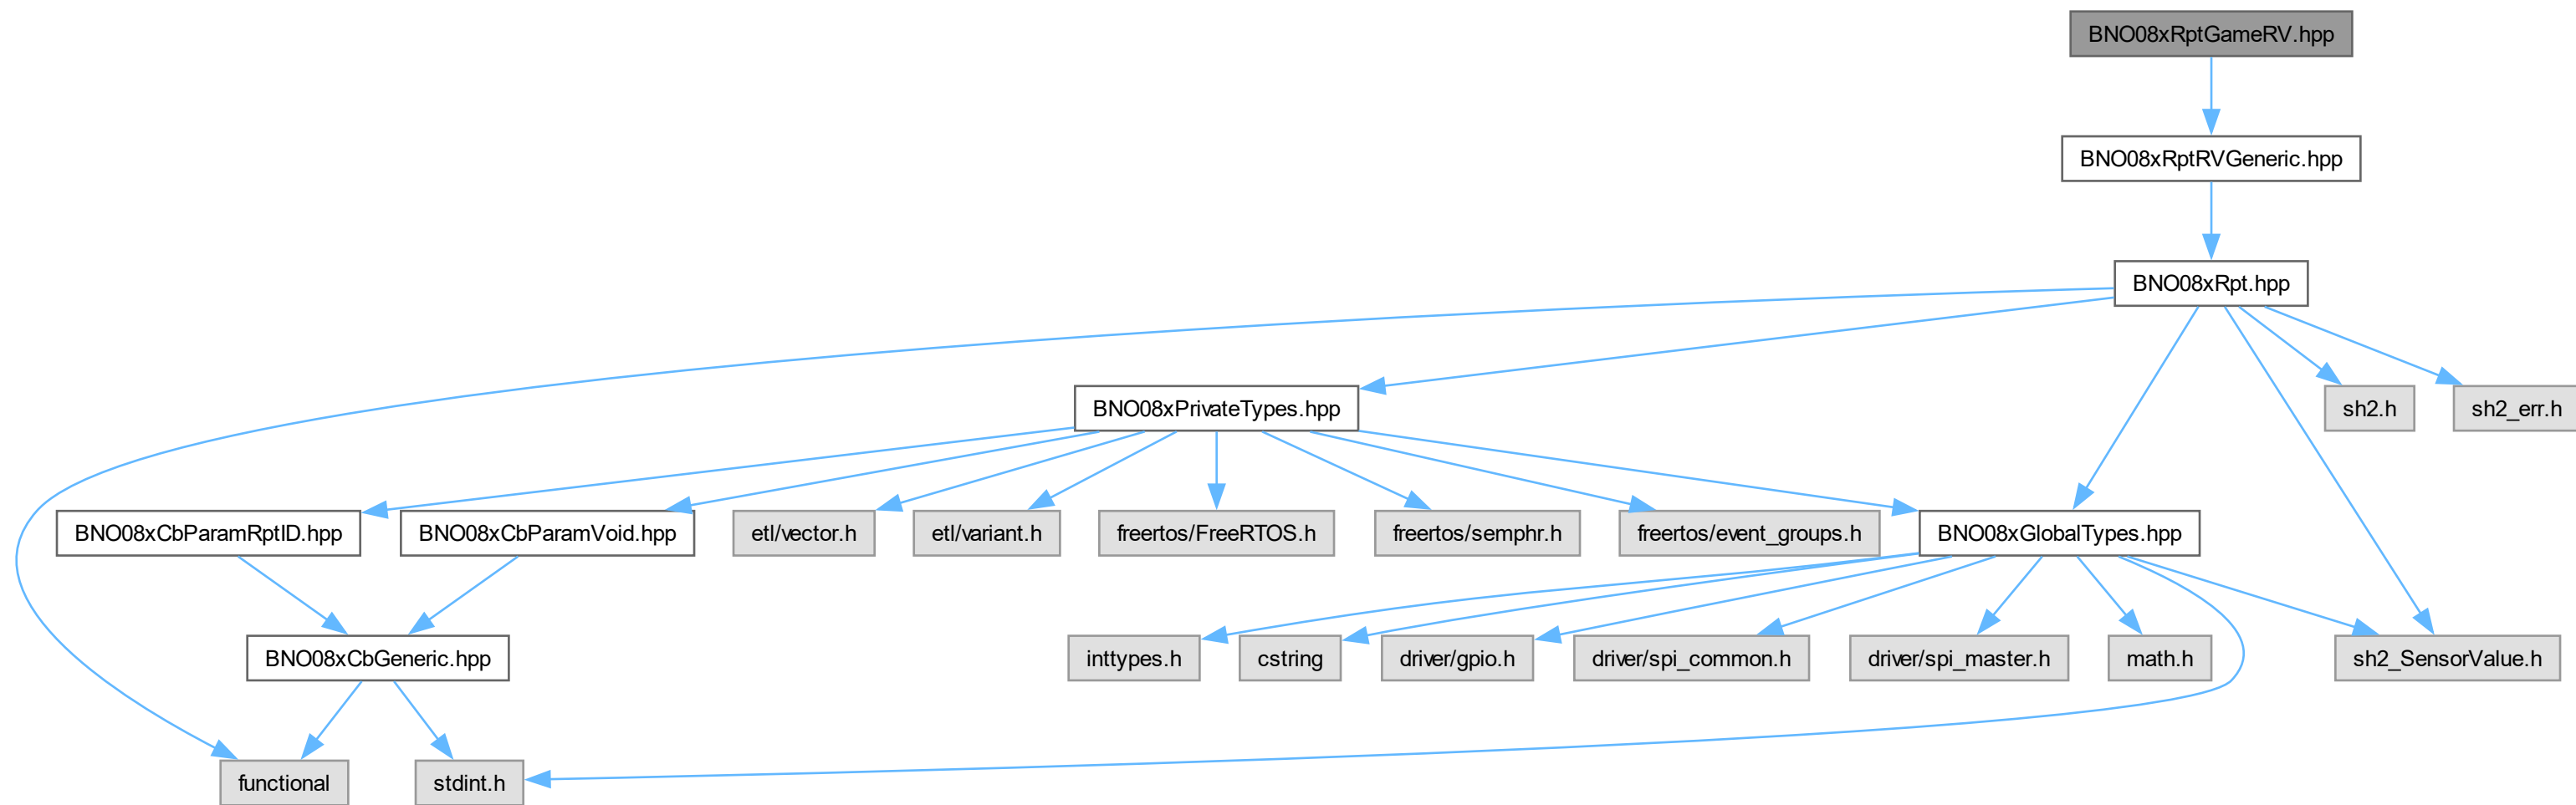 BNO08xRptGameRV.hpp
BNO08xRptRVGeneric.hpp
BNO08xRpt.hpp
BNO08xPrivateTypes.hpp
sh2.h
sh2_err.h
BNO08xCbParamRptID.hpp
BNO08xCbParamVoid.hpp
etl/vector.h
etl/variant.h
freertos/FreeRTOS.h
freertos/semphr.h
freertos/event_groups.h
BNO08xGlobalTypes.hpp
BNO08xCbGeneric.hpp
inttypes.h
cstring
driver/gpio.h
driver/spi_common.h
driver/spi_master.h
math.h
sh2_SensorValue.h
functional
stdint.h